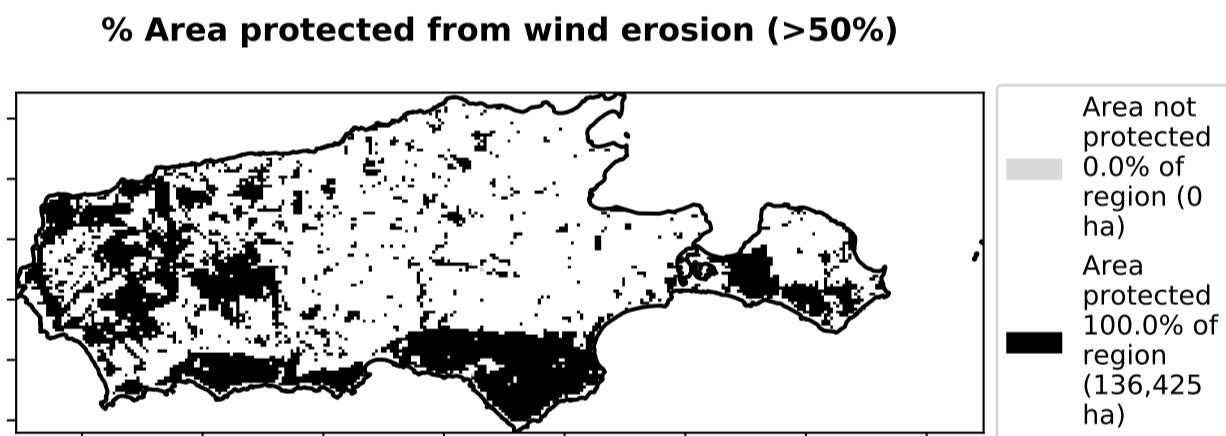 % Area protected from wind erosion (>50%)
Area not
protected
0.0% of
region (0
ha)
Area
protected
100.0% of
region
(136,425
ha)